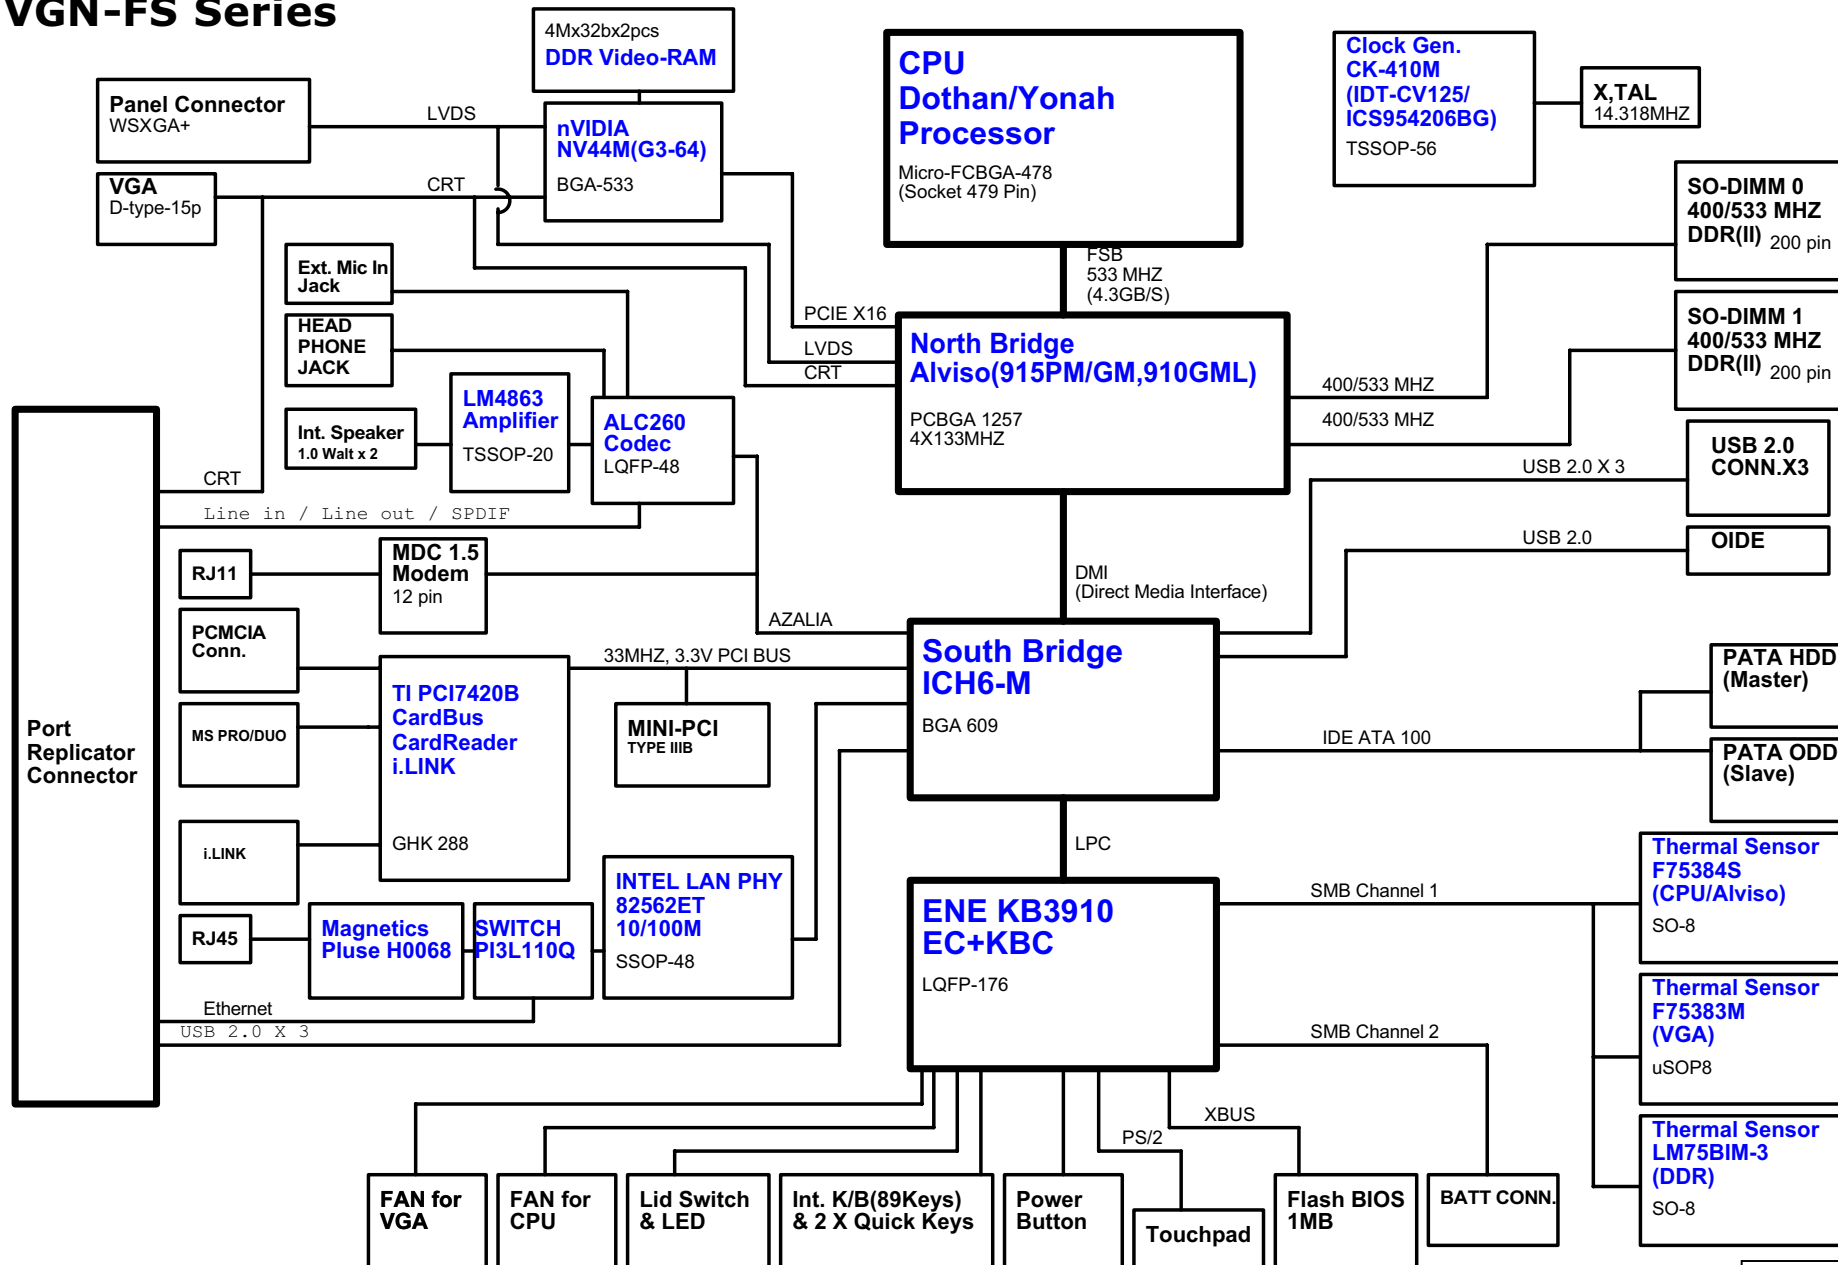 VGN-FS Series
4Mx32bx2pcs
DDR Video-RAM
Panel Connector
WSXGA+
LVDS
nVIDIA
NV44M(G3-64)
BGA-533
VGA
D-type-15p
CRT
CPU
Dothan/Yonah
Processor
Micro-FCBGA-478
(Socket 479 Pin)
Clock Gen.
CK-410M
(IDT-CV125/
ICS954206BG)
TSSOP-56
X,TAL
14.318MHZ
SO-DIMM 0
400/533 MHZ
DDR(II) 200 pin
FSB
533 MHZ
(4.3GB/S)
Ext. Mic In
Jack
HEAD
PHONE
JACK
PCIE X16
LVDS
CRT
North Bridge
Alviso(915PM/GM,910GML)
PCBGA 1257
4X133MHZ
400/533 MHZ
400/533 MHZ
SO-DIMM 1
400/533 MHZ
DDR(II) 200 pin
Int. Speaker
1.0 Walt x 2
LM4863
Amplifier
TSSOP-20
ALC260
Codec
LQFP-48
CRT
Line in / Line out / SPDIF
USB 2.0 X 3
USB 2.0
CONN.X3
USB 2.0
OIDE
RJ11
MDC 1.5
Modem
12 pin
DMI
(Direct Media Interface)
AZALIA
PCMCIA
Conn.
33MHZ, 3.3V PCI BUS
South Bridge
ICH6-M
BGA 609
TI PCI7420B
CardBus
CardReader
i.LINK
GHK 288
MINI-PCI
TYPE IIIB
MS PRO/DUO
i.LINK
Port
Replicator
Connector
IDE ATA 100
PATA HDD
(Master)
PATA ODD
(Slave)
LPC
INTEL LAN PHY
82562ET
10/100M
SSOP-48
RJ45
Magnetics
Pluse H0068
SWITCH
PI3L110Q
Ethernet
USB 2.0 X 3
ENE KB3910
EC+KBC
LQFP-176
SMB Channel 1
SMB Channel 2
Thermal Sensor
F75384S
(CPU/Alviso)
SO-8
Thermal Sensor
F75383M
(VGA)
uSOP8
Thermal Sensor
LM75BIM-3
(DDR)
SO-8
XBUS
PS/2
FAN for
VGA
FAN for
CPU
Lid Switch
& LED
Int. K/B(89Keys)
& 2 X Quick Keys
Power
Button
Touchpad
Flash BIOS
1MB
BATT CONN.